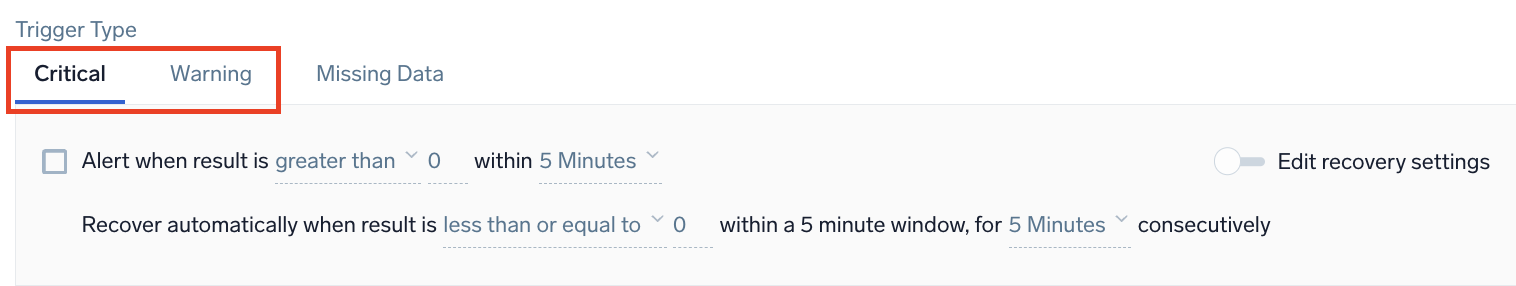 Trigger Type
Critical Warning Missing Data
Alert when result is greater than 0 within 5 Minutes Edit recovery settings
Recover automatically when result is less than or equal to 0 within a 5 minute window, for 5 Minutes consecutively